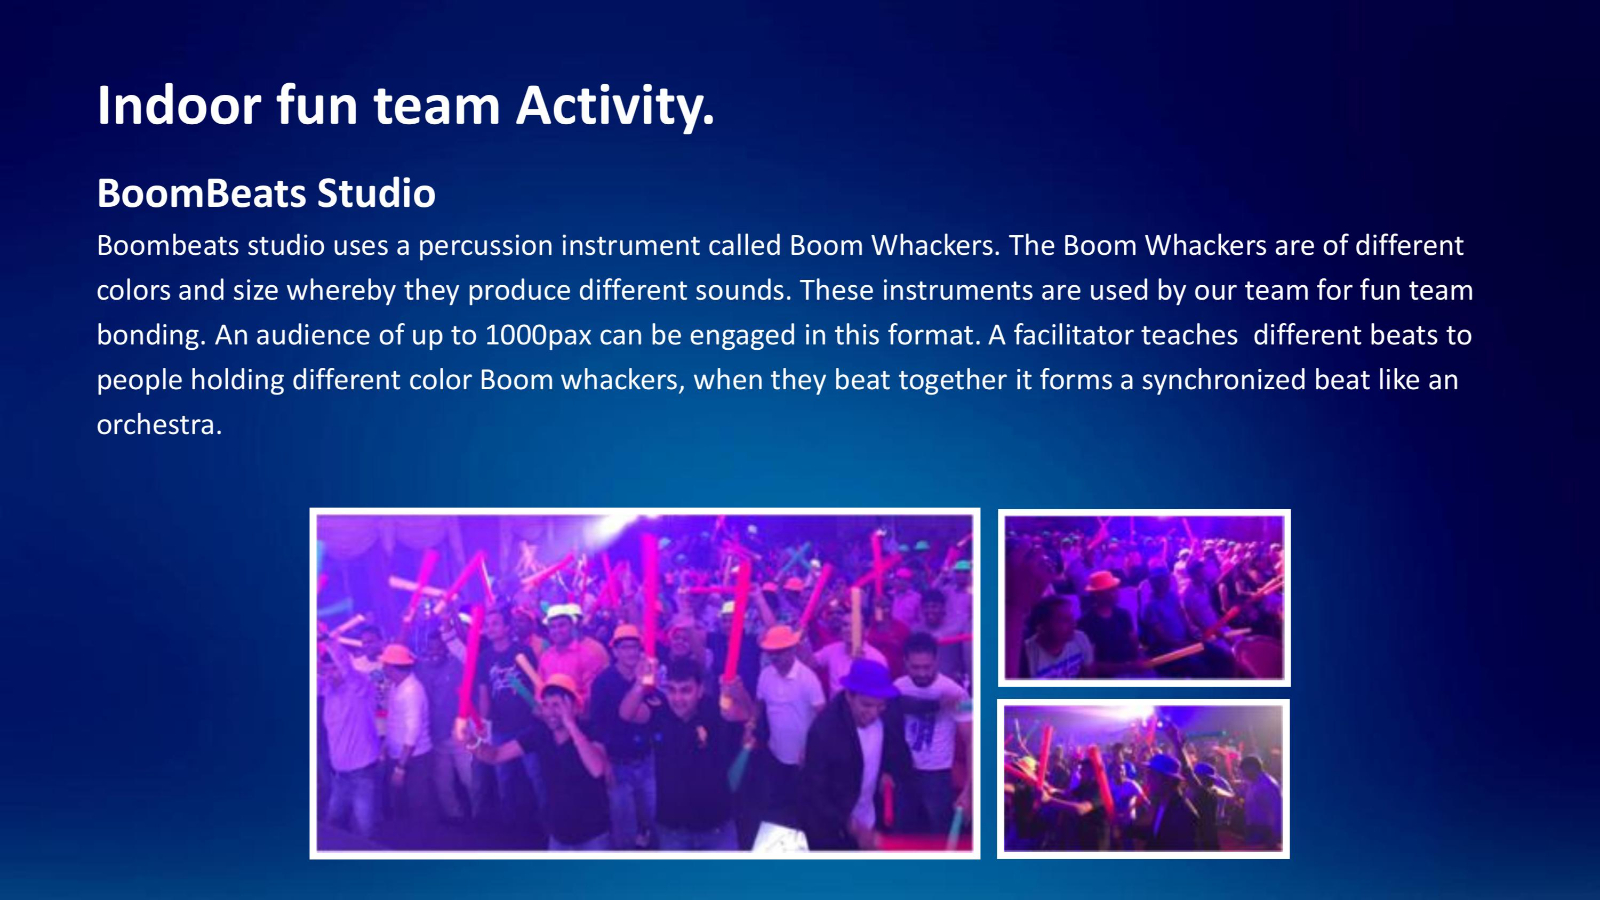 Indoor fun team Activity.
BoomBeats Studio
Boombeats studio uses a percussion instrument called Boom Whackers. The Boom Whackers are of different
colors and size whereby they produce different sounds. These instruments are used by our team for fun team
bonding. An audience of up to 1000pax can be engaged in this format. A facilitator teaches  different beats to
people holding different color Boom whackers, when they beat together it forms a synchronized beat like an
orchestra.